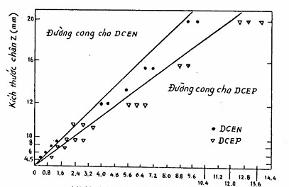 Kích thước chân Z (mm)
20
16
12
10
8
6
4,5
Đường cong cho DCEN
Đường cong cho DCEP
• DCEN
▽ DCEP
0 0.8 1.6 2.4 3.2 4.0 4.8 5.6 6.4 7.2 8.0 8.8 9.6 11.2 12.8 14.4
10.4 12.0 15.6